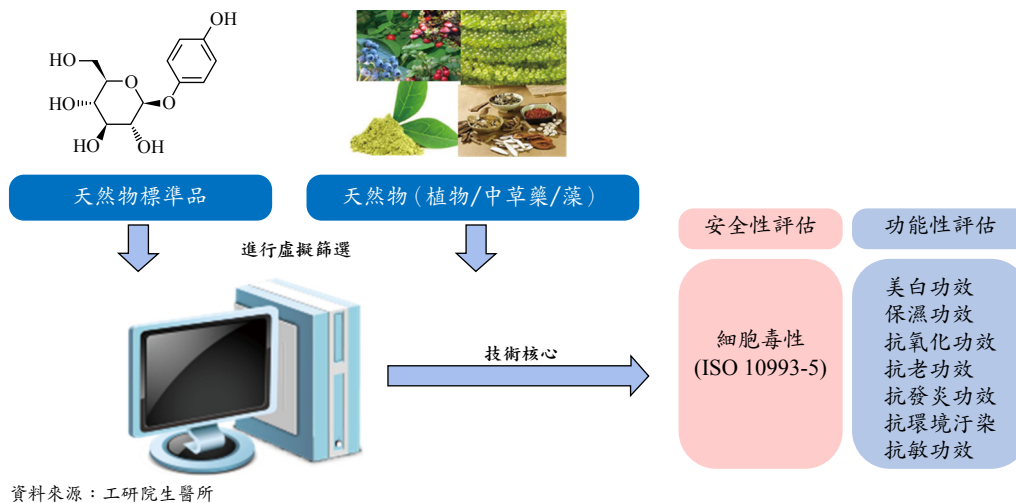 OH
HO
O
HO
O
HO
OH
天然物標準品
天然物(植物/中草藥/藻)
進行虛擬篩選
技術核心
安全性評估
功能性評估
細胞毒性
(ISO 10993-5)
美白功效
保濕功效
抗氧化功效
抗老功效
抗發炎功效
抗環境汙染
抗敏功效
資料來源：工研院生醫所